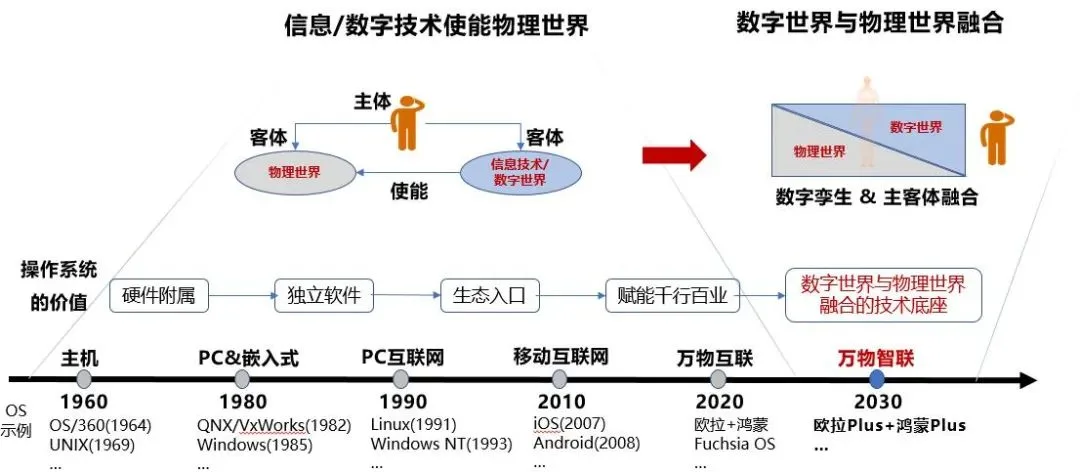 信息/数字技术使能物理世界
数字世界与物理世界融合
主体
客体
客体
物理世界
信息技术/
数字世界
使能
数字世界
物理世界
数字孪生 & 主客体融合
操作系统
的价值
硬件附属
独立软件
生态入口
赋能千行百业
数字世界与物理世界
融合的技术底座
主机
PC&嵌入式
PC互联网
移动互联网
万物互联
万物智联
1960
1980
1990
2010
2020
2030
OS
示例
OS/360(1964)
UNIX(1969)
...
QNX/VxWorks(1982)
Windows(1985)
...
Linux(1991)
Windows NT(1993)
...
iOS(2007)
Android(2008)
...
欧拉+鸿蒙
Fuchsia OS
...
欧拉Plus+鸿蒙Plus
...